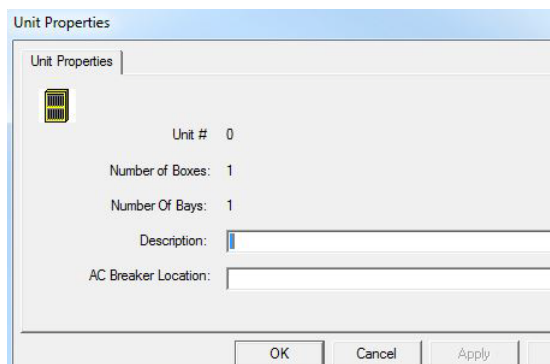 Unit Properties
Unit Properties
Unit # 0
Number of Boxes: 1
Number Of Bays: 1
Description:
AC Breaker Location:
OK Cancel Apply